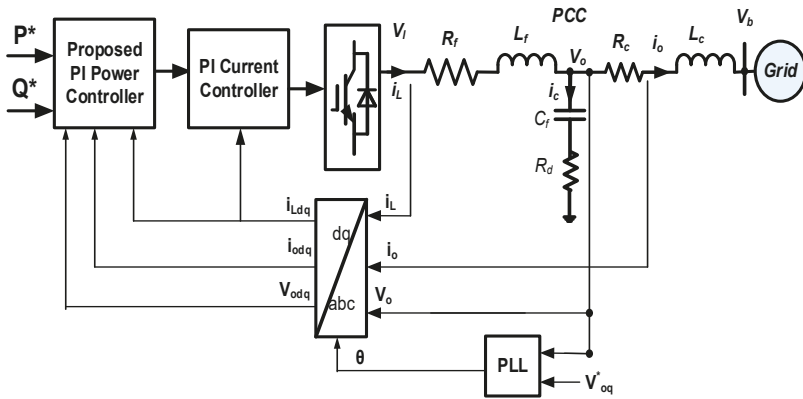 P*
Q*
Proposed
PI Power
Controller
PI Current
Controller
V_I
i_L
R_f
L_f
PCC
V_o
R_c
i_o
L_c
V_b
Grid
i_c
C_f
R_d
i_Ldq
i_odq
V_odq
dq
abc
i_L
i_o
V_o
θ
PLL
V*_oq